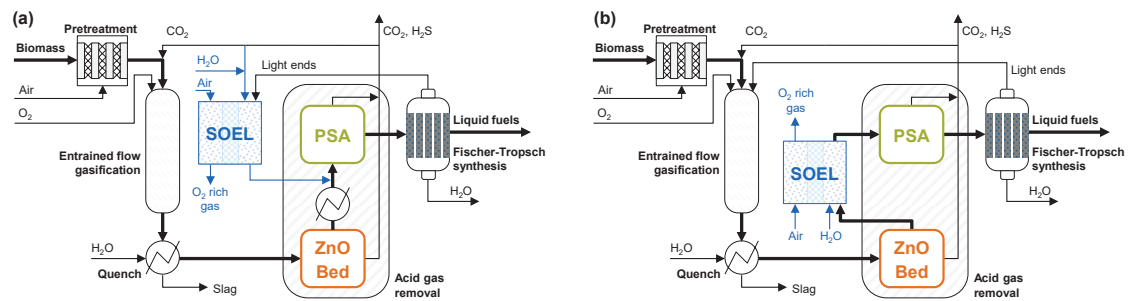 (a)
Pretreatment
CO₂
CO₂, H₂S
Biomass
H₂O
Light ends
Air
Air
O₂
SOEL
PSA
Liquid fuels
Entrained flow
gasification
Fischer-Tropsch
synthesis
O₂ rich
gas
H₂O
H₂O
ZnO
Bed
Quench
Slag
Acid gas
removal
(b)
Pretreatment
CO₂
CO₂, H₂S
Biomass
Light ends
Air
O₂
O₂ rich
gas
PSA
Liquid fuels
Entrained flow
gasification
SOEL
Fischer-Tropsch
synthesis
H₂O
Air
H₂O
H₂O
ZnO
Bed
Quench
Slag
Acid gas
removal